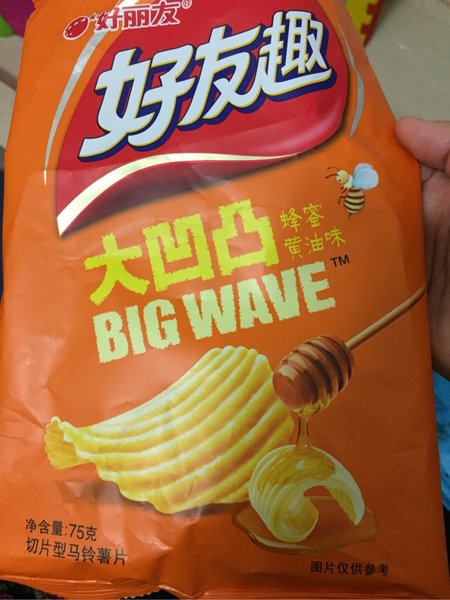 好丽友®
好友趣
大凹凸
蜂蜜
黄油味
BIG WAVE™
净含量:75克
切片型马铃薯片
图片仅供参考